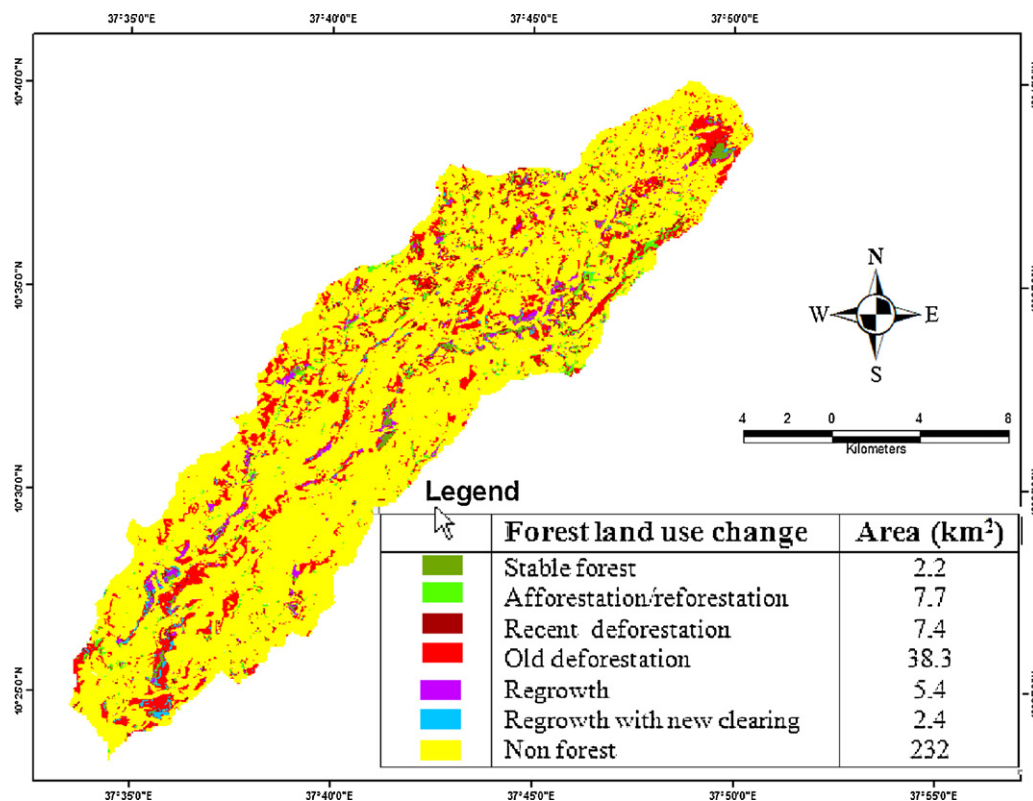 37°35'0"E 37°40'0"E 37°45'0"E 37°50'0"E
10°40'0"N
N
W E
S
10°35'0"N
4 2 0 4 8
Kilometers
10°30'0"N
Legend
Forest land use change Area (km²)
Stable forest 2.2
Afforestation/reforestation 7.7
Recent deforestation 7.4
Old deforestation 38.3
Regrowth 5.4
Regrowth with new clearing 2.4
Non forest 232
10°25'0"N
37°35'0"E 37°40'0"E 37°45'0"E 37°50'0"E 37°55'0"E